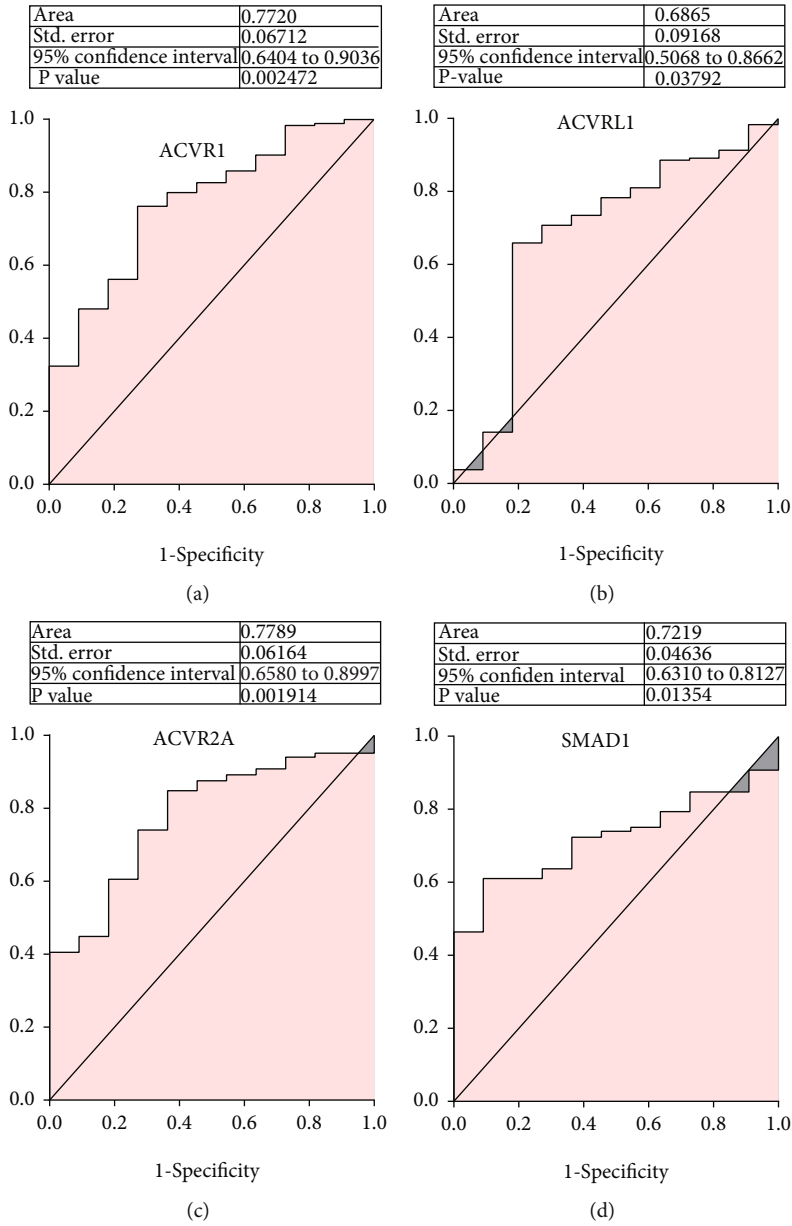 Area 0.7720
Std. error 0.06712
95% confidence interval 0.6404 to 0.9036
P value 0.002472
1.0
ACVR1
0.8
0.6
0.4
0.2
0.0
0.0 0.2 0.4 0.6 0.8 1.0
1-Specificity
(a)
Area 0.6865
Std. error 0.09168
95% confidence interval 0.5068 to 0.8662
P-value 0.03792
1.0
ACVRL1
0.8
0.6
0.4
0.2
0.0
0.0 0.2 0.4 0.6 0.8 1.0
1-Specificity
(b)
Area 0.7789
Std. error 0.06164
95% confidence interval 0.6580 to 0.8997
P value 0.001914
1.0
ACVR2A
0.8
0.6
0.4
0.2
0.0
0.0 0.2 0.4 0.6 0.8 1.0
1-Specificity
(c)
Area 0.7219
Std. error 0.04636
95% confiden interval 0.6310 to 0.8127
P value 0.01354
1.0
SMAD1
0.8
0.6
0.4
0.2
0.0
0.0 0.2 0.4 0.6 0.8 1.0
1-Specificity
(d)